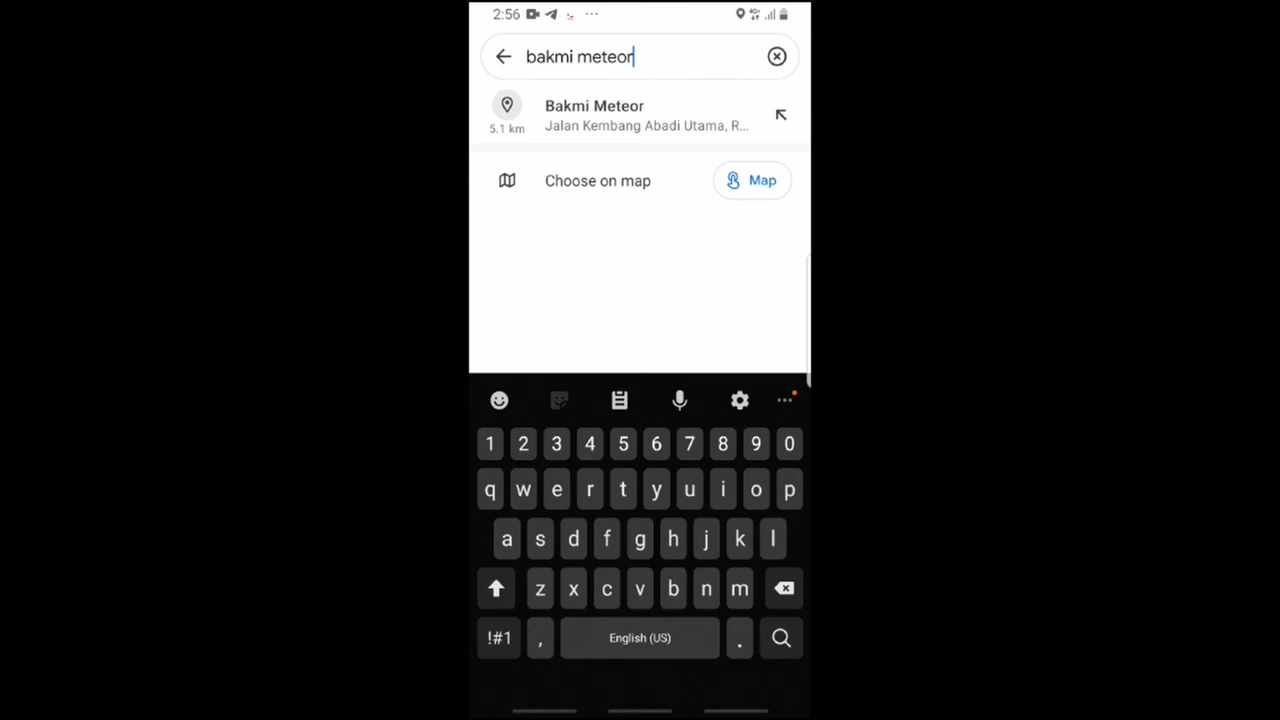 2:56
bakmi meteor
Bakmi Meteor
5.1 km
Jalan Kembang Abadi Utama, R...
Choose on map
Map
1 2 3 4 5 6 7 8 9 0
q w e r t y u i o p
a s d f g h j k l
z x c v b n m
!#1 , English (US) .